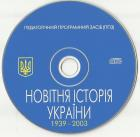 ПЕДАГОГІЧНИЙ ПРОГРАМНИЙ ЗАСІБ (ППЗ)
НОВІТНЯ ІСТОРІЯ
УКРАЇНИ
1939 - 2003